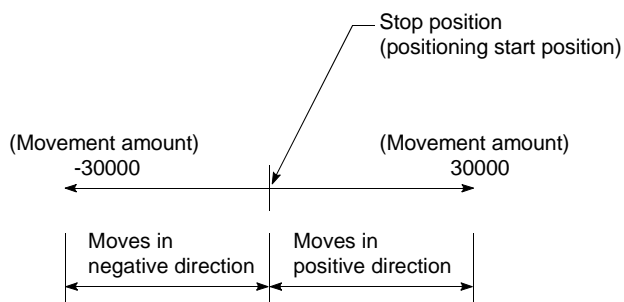 Stop position
(positioning start position)
(Movement amount)
-30000
(Movement amount)
30000
Moves in
negative direction
Moves in
positive direction